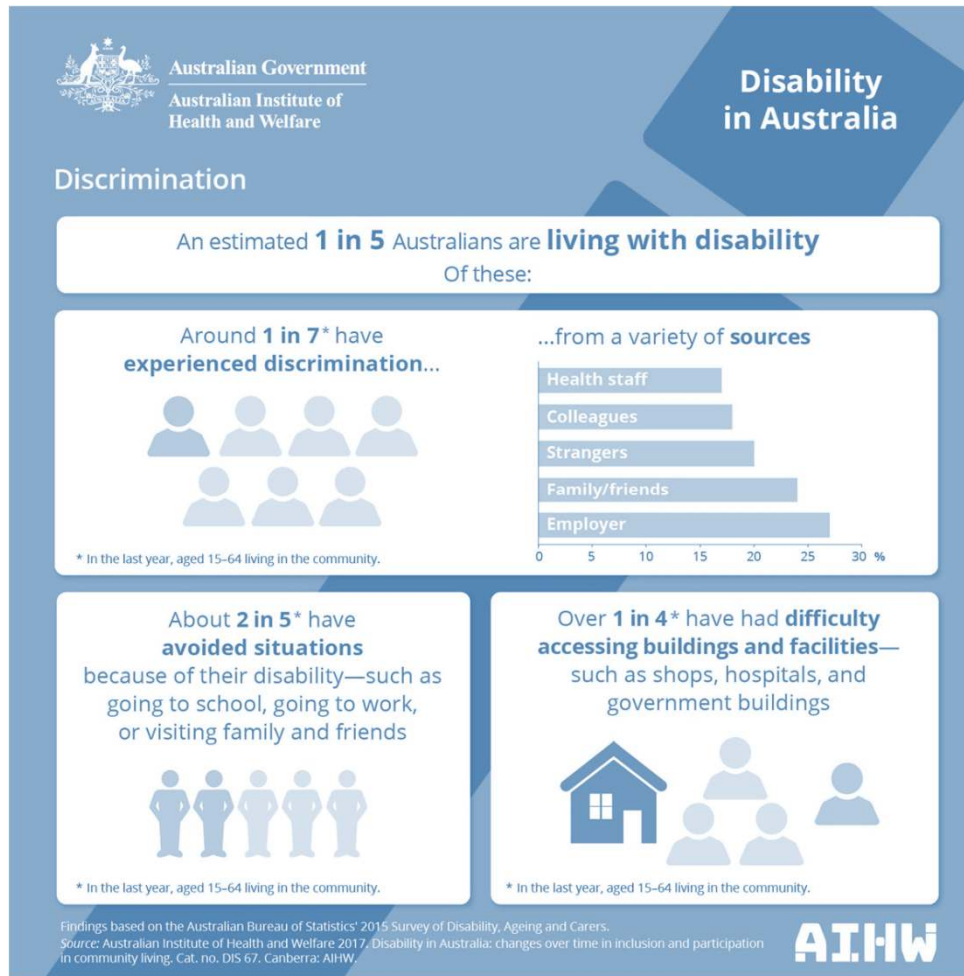 Australian Government
Australian Institute of
Health and Welfare
Disability
in Australia
Discrimination
An estimated 1 in 5 Australians are living with disability
Of these:
Around 1 in 7* have
experienced discrimination...
* In the last year, aged 15–64 living in the community.
...from a variety of sources
Health staff
Colleagues
Strangers
Family/friends
Employer
0 5 10 15 20 25 30 %
About 2 in 5* have
avoided situations
because of their disability—such as
going to school, going to work,
or visiting family and friends
* In the last year, aged 15–64 living in the community.
Over 1 in 4* have had difficulty
accessing buildings and facilities—
such as shops, hospitals, and
government buildings
* In the last year, aged 15–64 living in the community.
Findings based on the Australian Bureau of Statistics' 2015 Survey of Disability, Ageing and Carers.
Source: Australian Institute of Health and Welfare 2017. Disability in Australia: changes over time in inclusion and participation
in community living. Cat. no. DIS 67. Canberra: AIHW.
AIHW